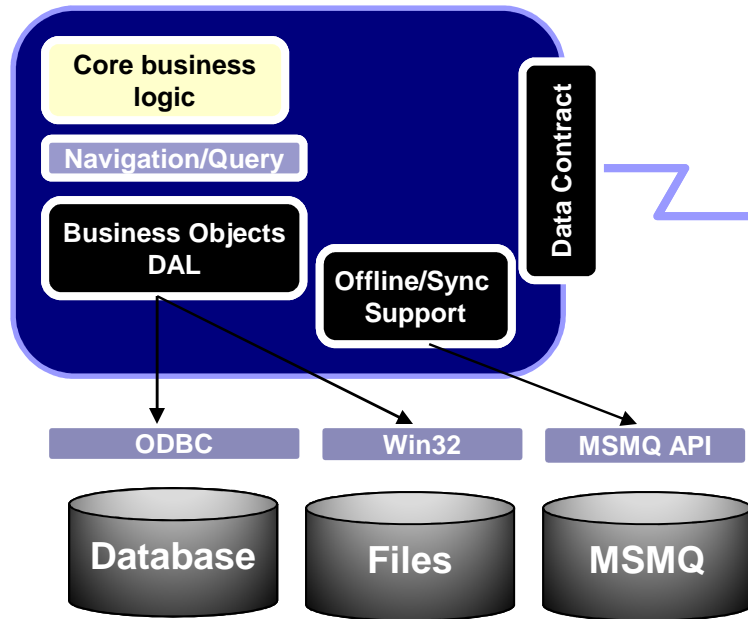 Core business
logic
Navigation/Query
Business Objects
DAL
Offline/Sync
Support
Data Contract
ODBC
Win32
MSMQ API
Database
Files
MSMQ